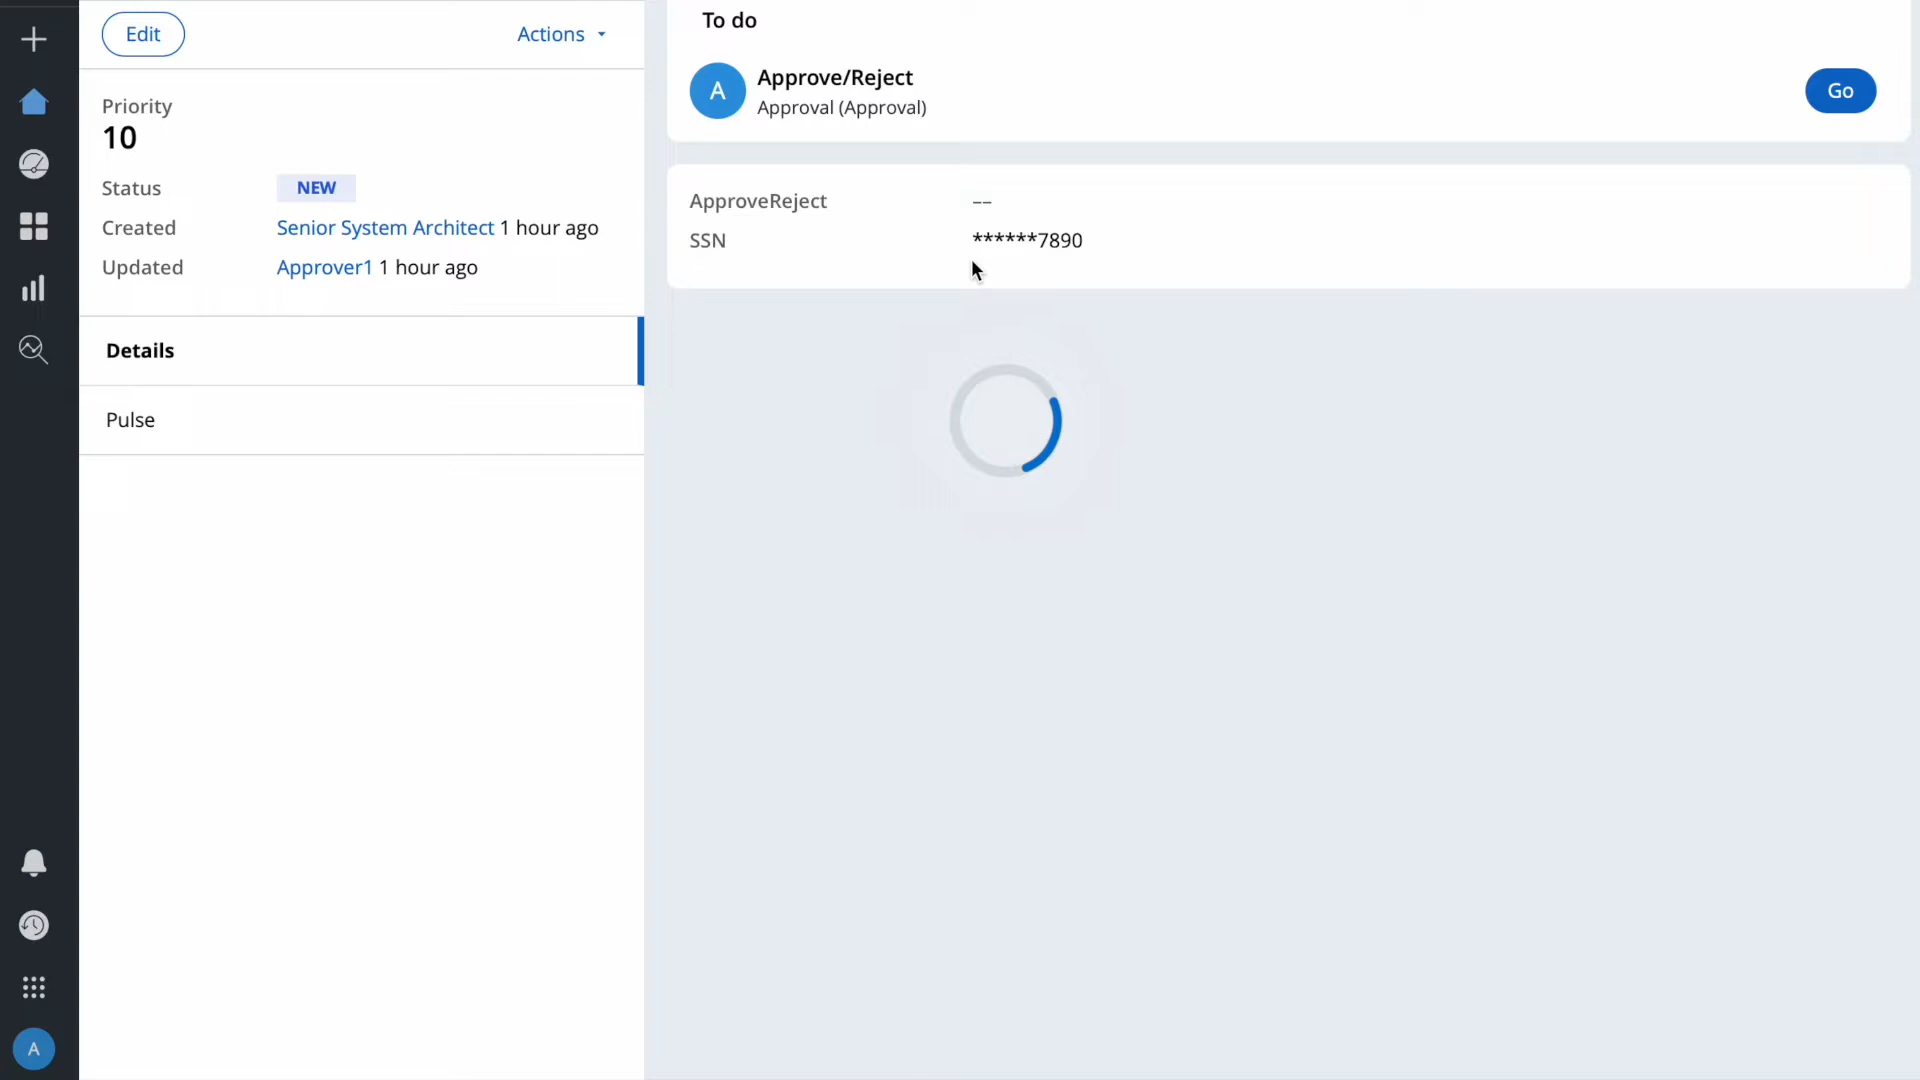 Edit
Actions
Priority
10
Status NEW
Created Senior System Architect 1 hour ago
Updated Approver1 1 hour ago
Details
Pulse
A
To do
A
Approve/Reject
Approval (Approval)
Go
ApproveReject --
SSN ******7890